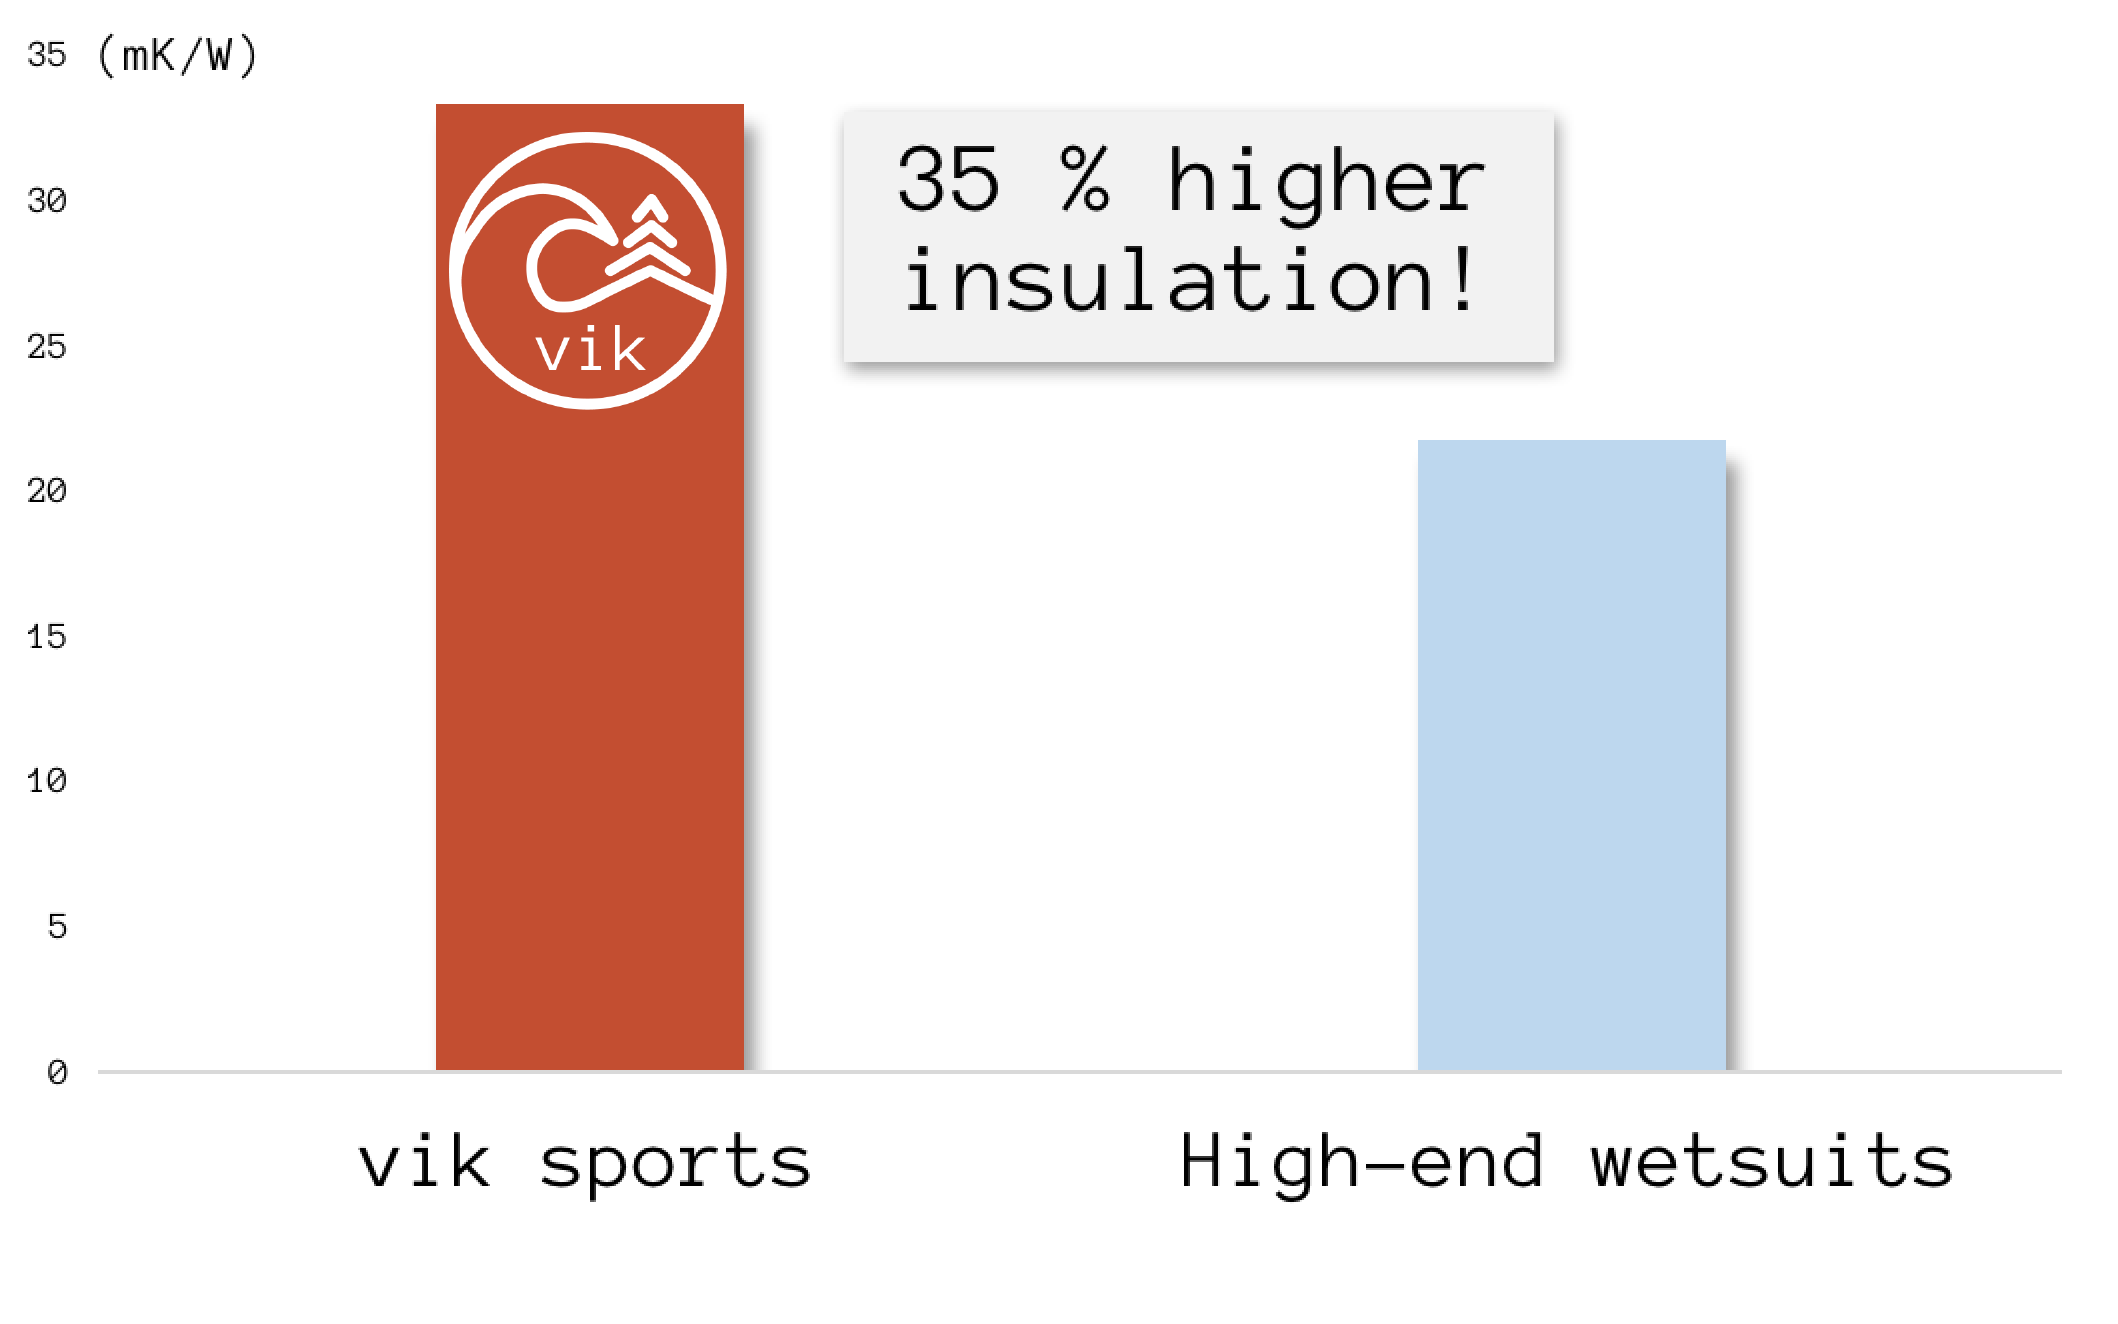 35 (mK/W)
30
25
20
15
10
5
0
vik
35 % higher
insulation!
vik sports
High-end wetsuits